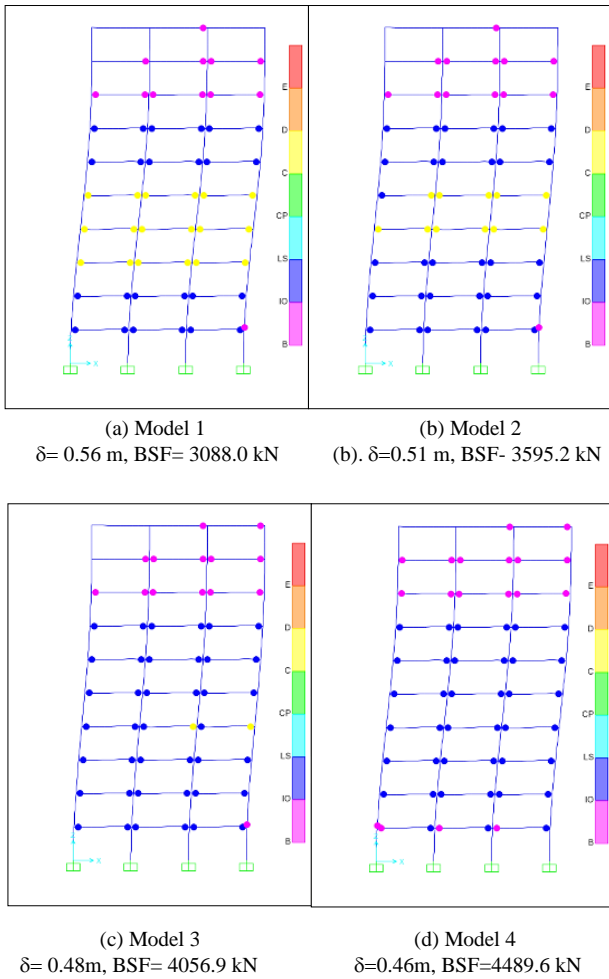 E
D
C
CP
LS
IO
B
X
E
D
C
CP
LS
IO
B
X
(a) Model 1
δ= 0.56 m, BSF= 3088.0 kN
(b) Model 2
(b). δ=0.51 m, BSF- 3595.2 kN
E
D
C
CP
LS
IO
B
X
E
D
C
CP
LS
IO
B
X
(c) Model 3
δ= 0.48m, BSF= 4056.9 kN
(d) Model 4
δ=0.46m, BSF=4489.6 kN